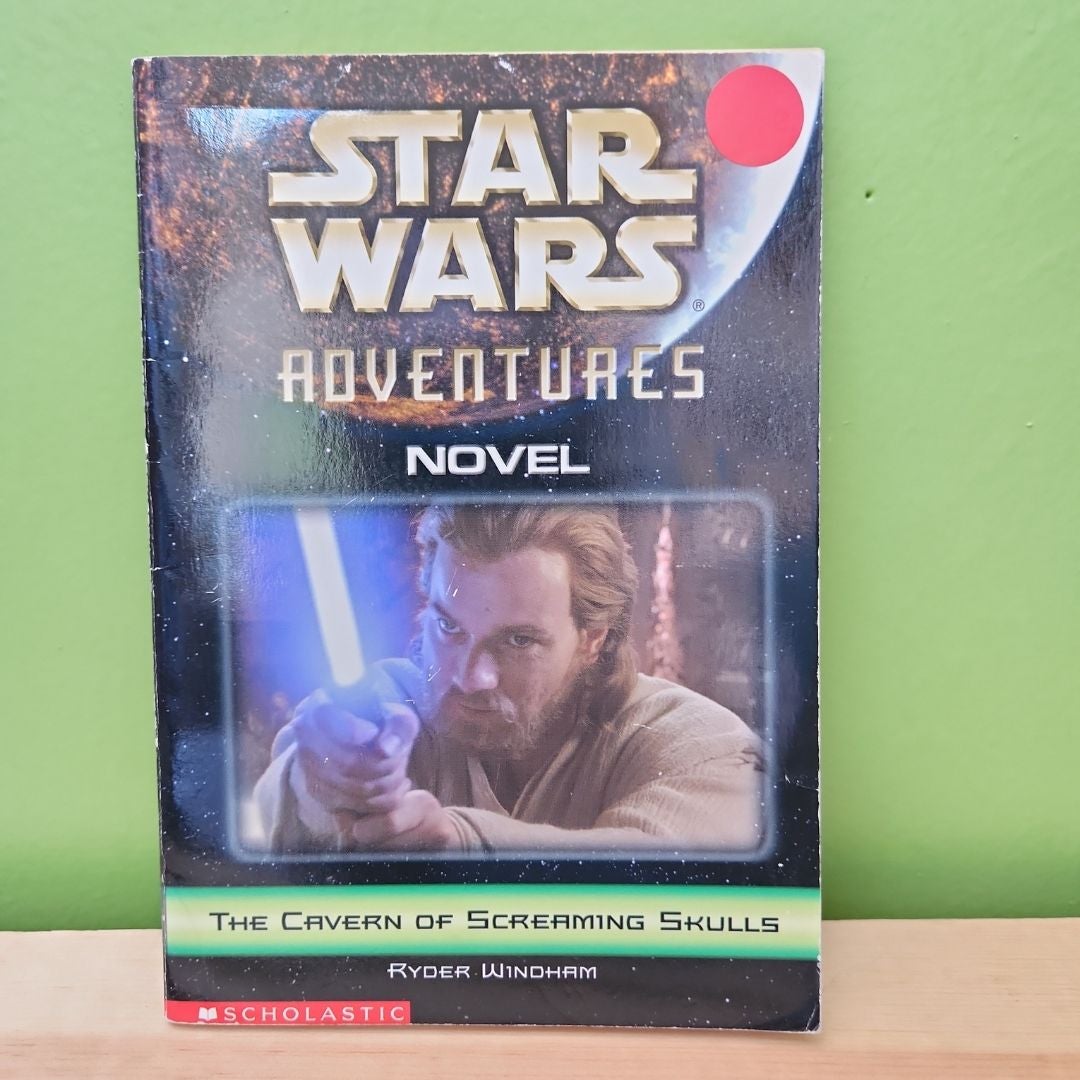 STAR
WARS®
ADVENTURES
NOVEL
THE CAVERN OF SCREAMING SKULLS
RYDER WINDHAM
SCHOLASTIC